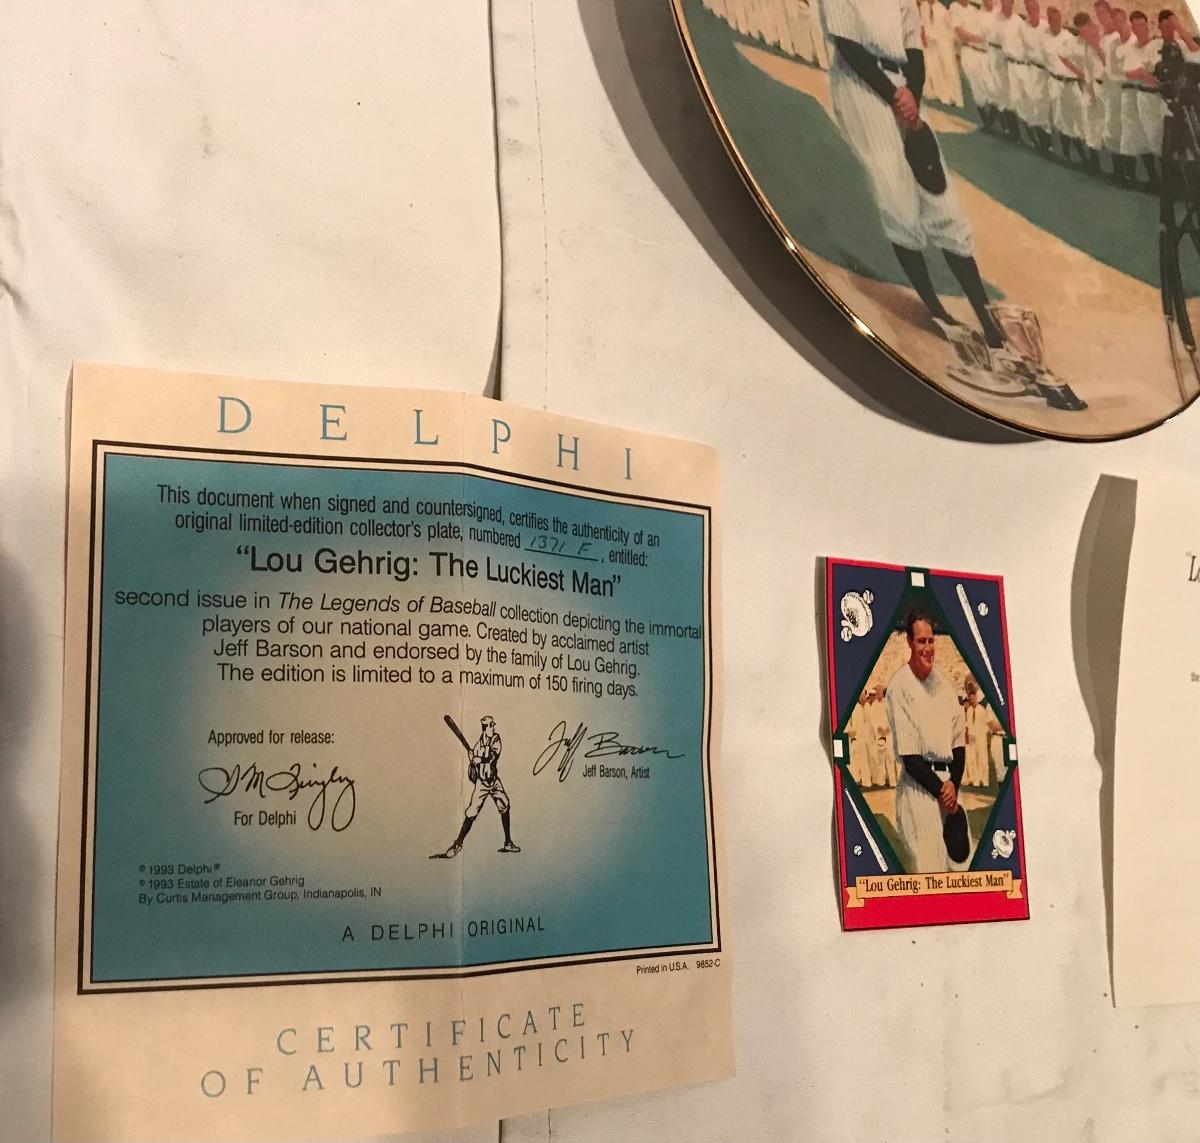 DELPHI
This document when signed and countersigned, certifies the authenticity of an
original limited-edition collector's plate, numbered 1371 F, entitled:
"Lou Gehrig: The Luckiest Man"
second issue in The Legends of Baseball collection depicting the immortal
players of our national game. Created by acclaimed artist
Jeff Barson and endorsed by the family of Lou Gehrig.
The edition is limited to a maximum of 150 firing days.
Approved for release:
For Delphi
Jeff Barson
Jeff Barson, Artist
© 1993 Delphi®
© 1993 Estate of Eleanor Gehrig
By Curtis Management Group, Indianapolis, IN
A DELPHI ORIGINAL
Printed in U.S.A. 9852-C
CERTIFICATE
OF AUTHENTICITY
"Lou Gehrig: The Luckiest Man"